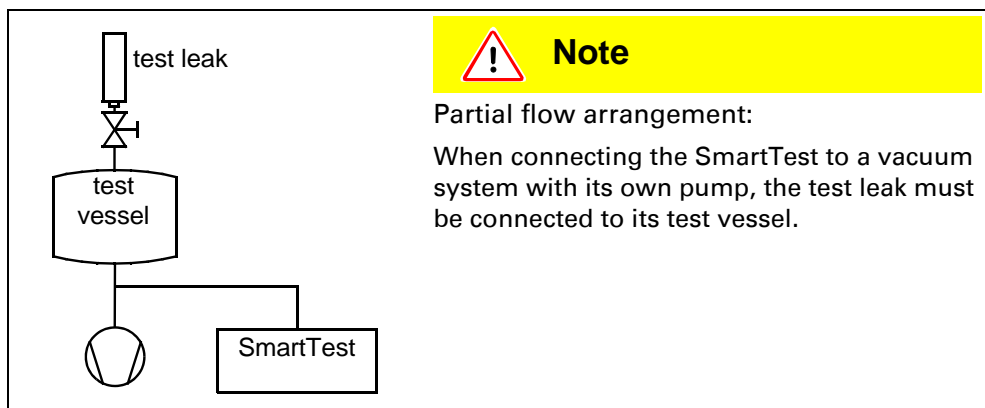 test leak
test
vessel
SmartTest
Note
Partial flow arrangement:
When connecting the SmartTest to a vacuum
system with its own pump, the test leak must
be connected to its test vessel.